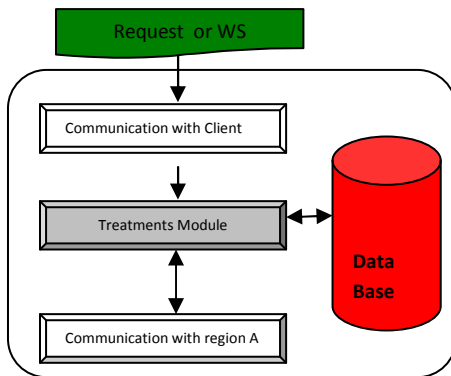 Request or WS
Communication with Client
Treatments Module
Data
Base
Communication with region A